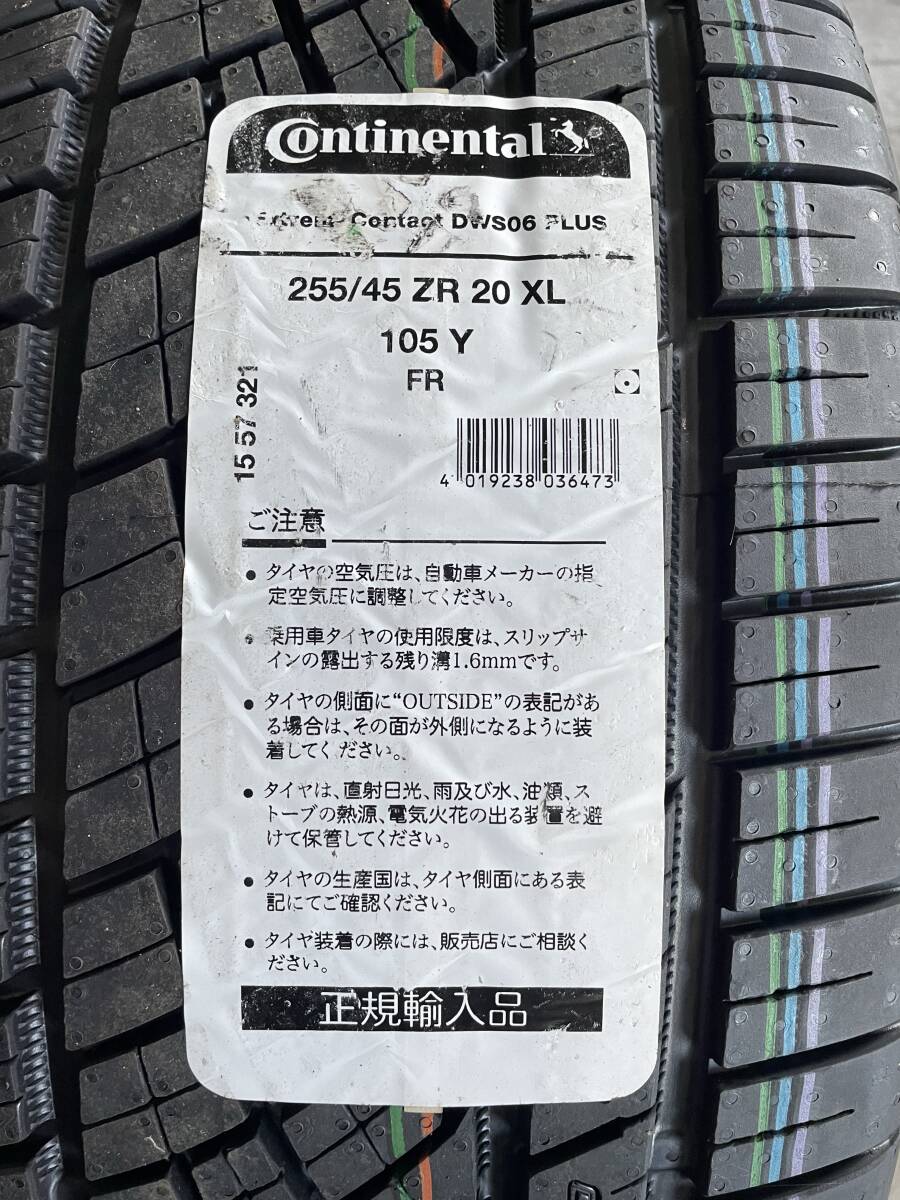 Continental
Contact DWS06 PLUS
255/45 ZR 20 XL
105 Y
FR
15 57 321
4 019238 036473
ご注意
● タイヤの空気圧は、自動車メーカーの指
定空気圧に調整してください。
● 乗用車タイヤの使用限度は、スリップサ
インの露出する残り溝1.6mmです。
● タイヤの側面に“OUTSIDE”の表記があ
る場合は、その面が外側になるように装
着してください。
● タイヤは、直射日光、雨及び水、油類、ス
トーブの熱源、電気火花の出る装置を避
けて保管してください。
● タイヤの生産国は、タイヤ側面にある表
記にてご確認ください。
● タイヤ装着の際には、販売店にご相談く
ださい。
正規輸入品